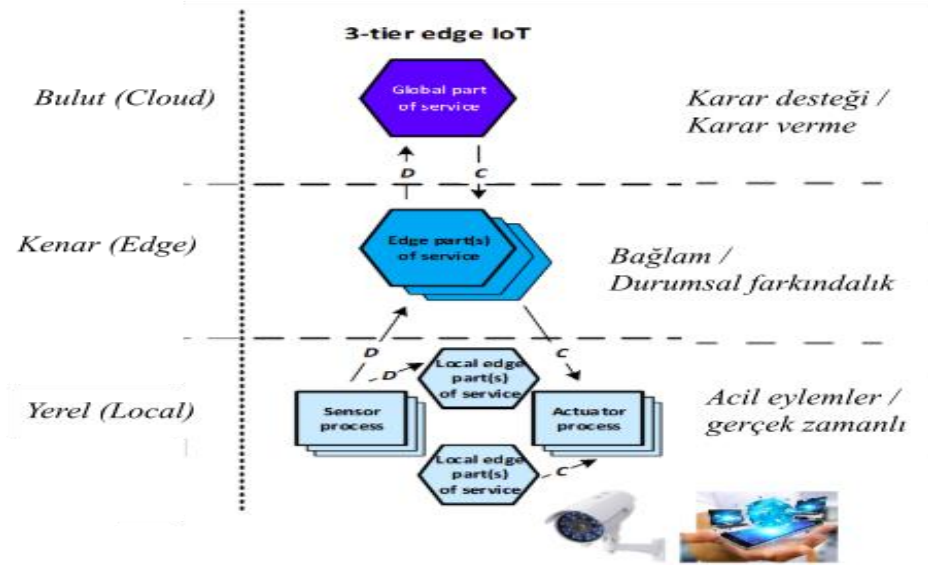 3-tier edge IoT
Bulut (Cloud)
Global part
of service
Karar desteği /
Karar verme
D
C
Kenar (Edge)
Edge part(s)
of service
Bağlam /
Durumsal farkındalık
D
C
D
Local edge
part(s)
of service
Yerel (Local)
Sensor
process
Actuator
process
Acil eylemler /
gerçek zamanlı
Local edge
part(s)
of service
C